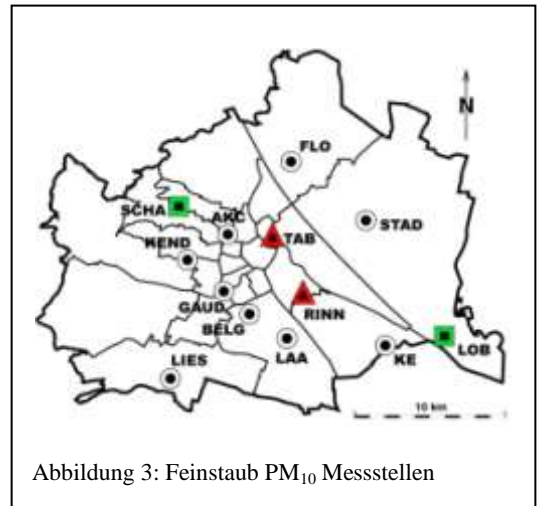 N
FLO
SCHA
AKC
TAB
STAD
KEND
GAUD
RINN
BELG
LOB
LAA
KE
LIES
10 km
Abbildung 3: Feinstaub PM₁₀ Messstellen